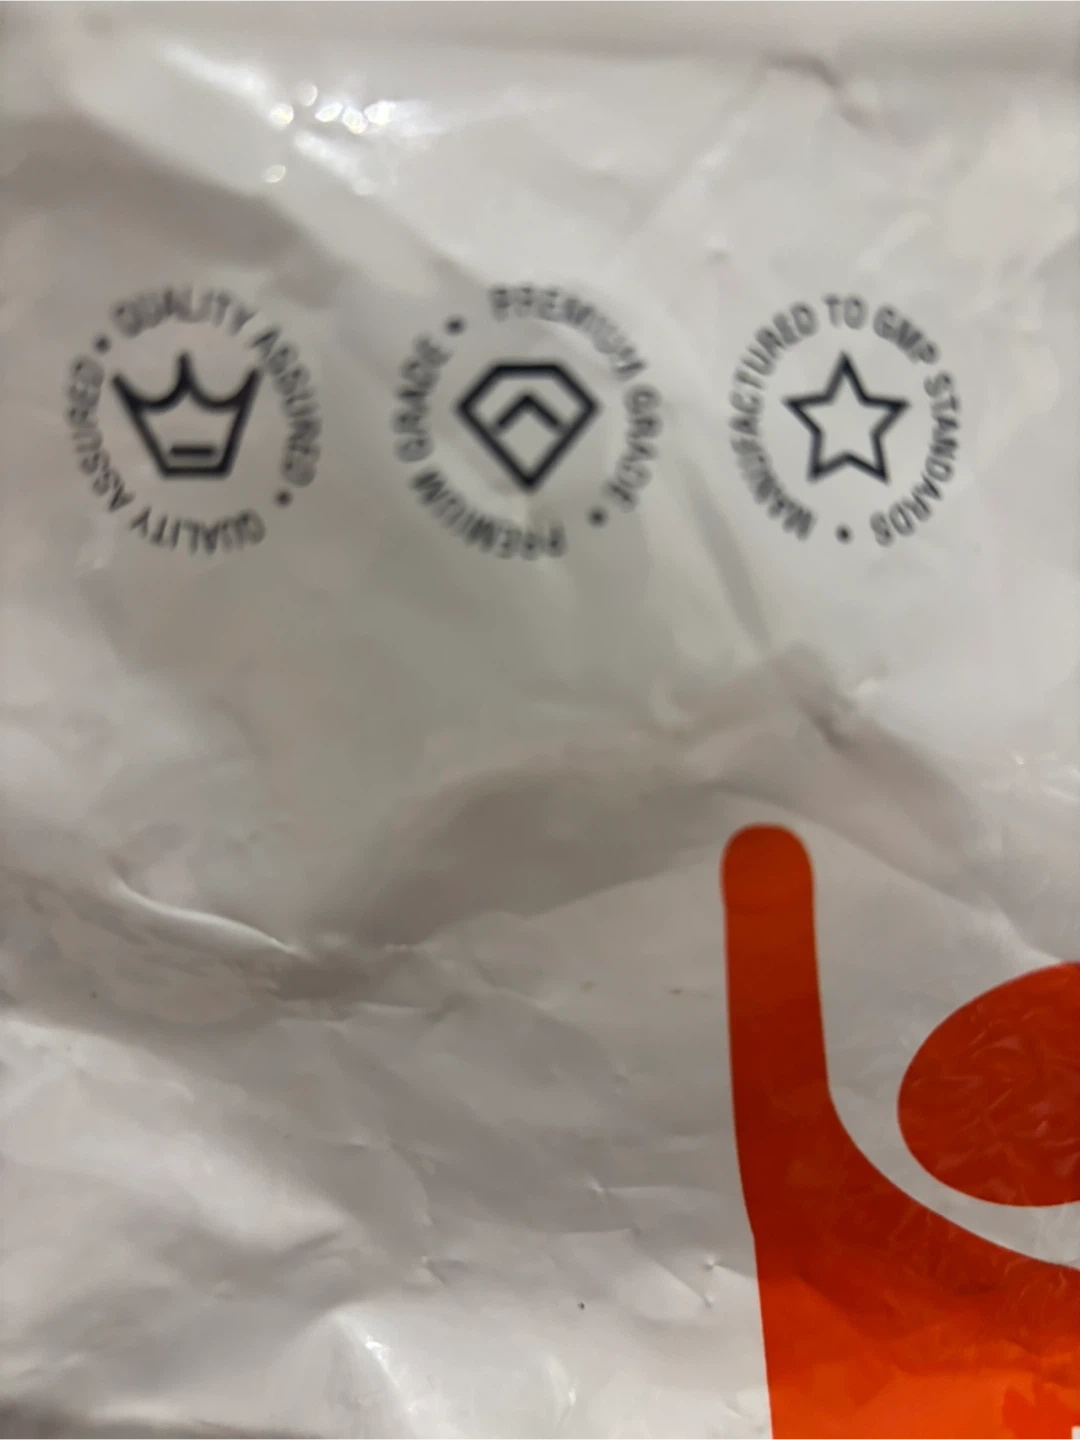 QUALITY ASSURED • QUALITY ASSURED •
PREMIUM GRADE • PREMIUM GRADE •
MANUFACTURED TO GMP STANDARDS •